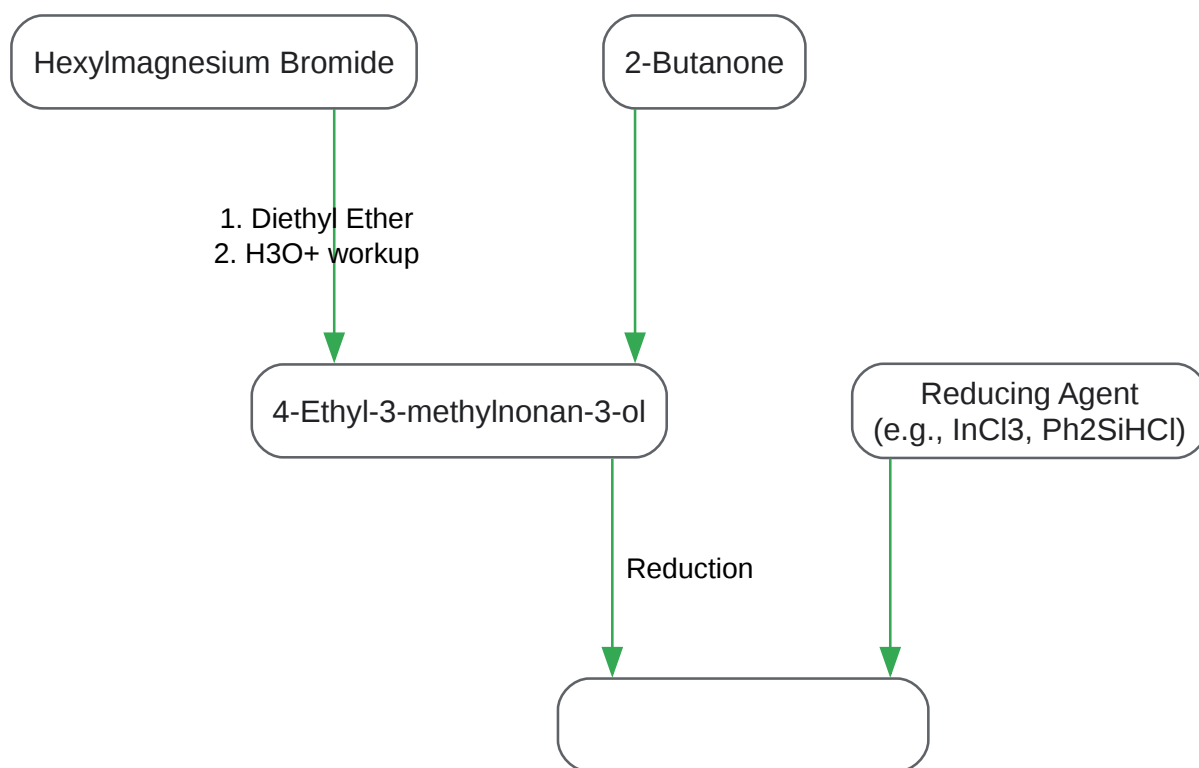 Hexylmagnesium Bromide
2-Butanone
1. Diethyl Ether
2. H3O+ workup
4-Ethyl-3-methylnonan-3-ol
Reducing Agent
(e.g., InCl3, Ph2SiHCl)
Reduction